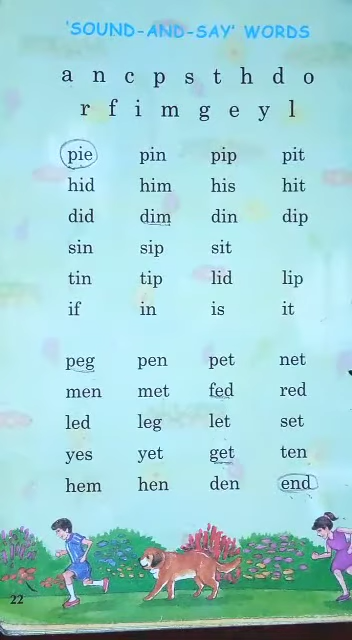 'SOUND-AND-SAY' WORDS
a n c p s t h d o
r f i m g e y l
pie pin pip pit
hid him his hit
did dim din dip
sin sip sit
tin tip lid lip
if in is it
peg pen pet net
men met fed red
led leg let set
yes yet get ten
hem hen den end
22